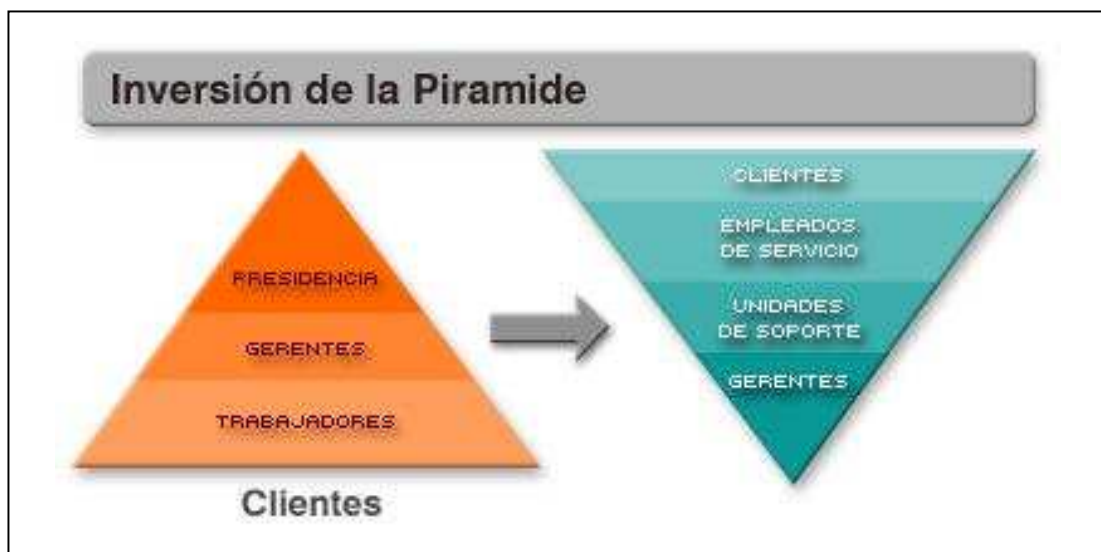 Inversión de la Piramide
PRESIDENCIA
GERENTES
TRABAJADORES
Clientes
CLIENTES
EMPLEADOS
DE SERVICIO
UNIDADES
DE SOPORTE
GERENTES